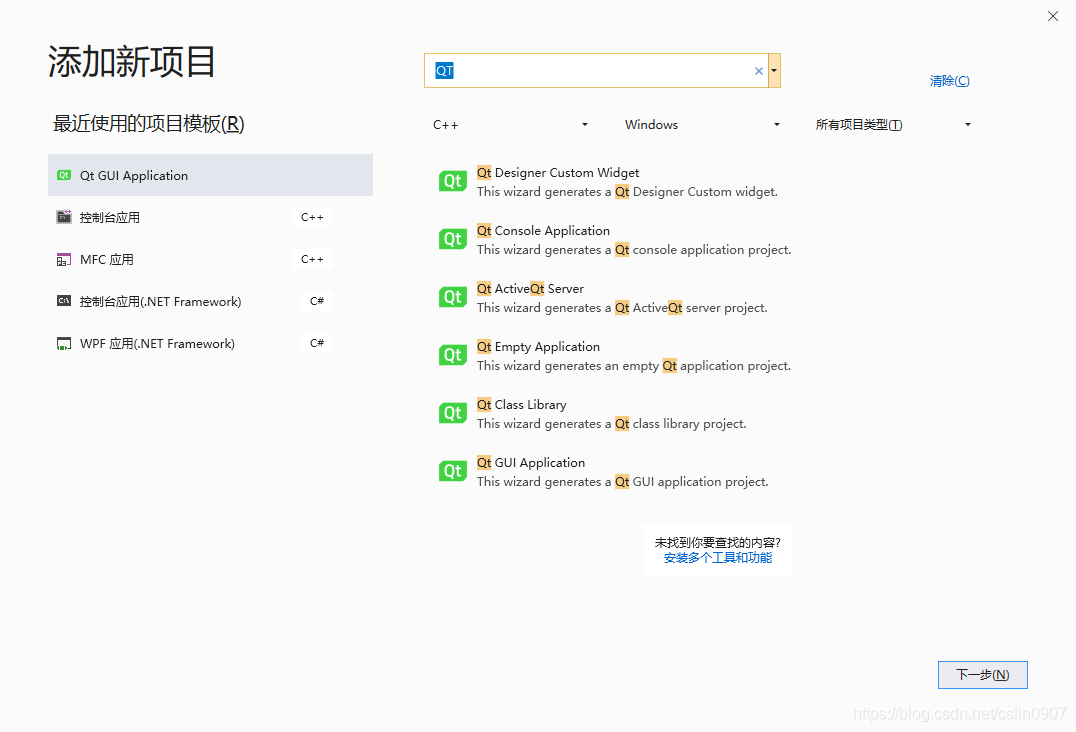 添加新项目
最近使用的项目模板(R)
Qt Qt GUI Application
控制台应用 C++
MFC 应用 C++
控制台应用(.NET Framework) C#
WPF 应用(.NET Framework) C#
QT
清除(C)
C++ Windows 所有项目类型(T)
Qt Qt Designer Custom Widget
This wizard generates a Qt Designer Custom widget.
Qt Qt Console Application
This wizard generates a Qt console application project.
Qt Qt ActiveQt Server
This wizard generates a Qt ActiveQt server project.
Qt Qt Empty Application
This wizard generates an empty Qt application project.
Qt Qt Class Library
This wizard generates a Qt class library project.
Qt Qt GUI Application
This wizard generates a Qt GUI application project.
未找到你要查找的内容?
安装多个工具和功能
下一步(N)
https://blog.csdn.net/cslin0907